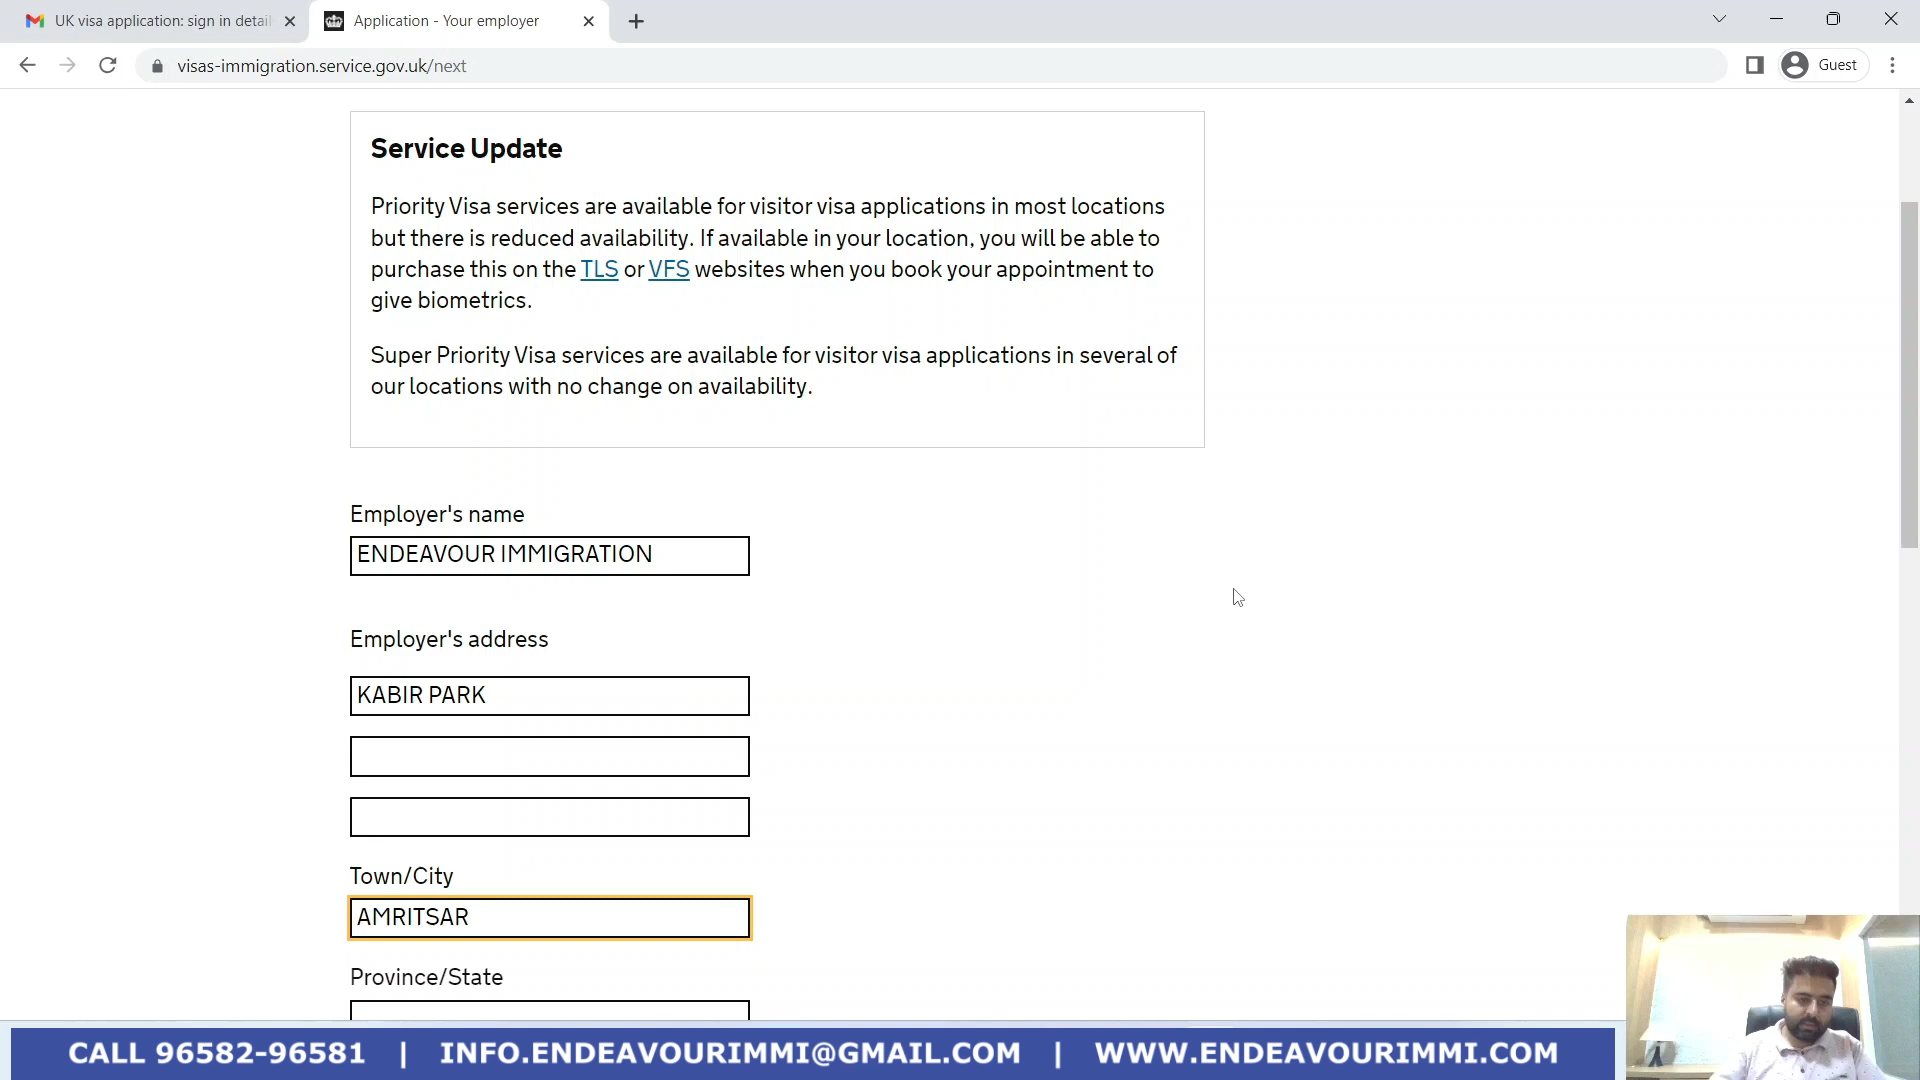 UK visa application: sign in detail
Application - Your employer
visas-immigration.service.gov.uk/next
Guest
Service Update
Priority Visa services are available for visitor visa applications in most locations
but there is reduced availability. If available in your location, you will be able to
purchase this on the TLS or VFS websites when you book your appointment to
give biometrics.
Super Priority Visa services are available for visitor visa applications in several of
our locations with no change on availability.
Employer's name
ENDEAVOUR IMMIGRATION
Employer's address
KABIR PARK
Town/City
AMRITSAR
Province/State
CALL 96582-96581 | INFO.ENDEAVOURIMMI@GMAIL.COM | WWW.ENDEAVOURIMMI.COM